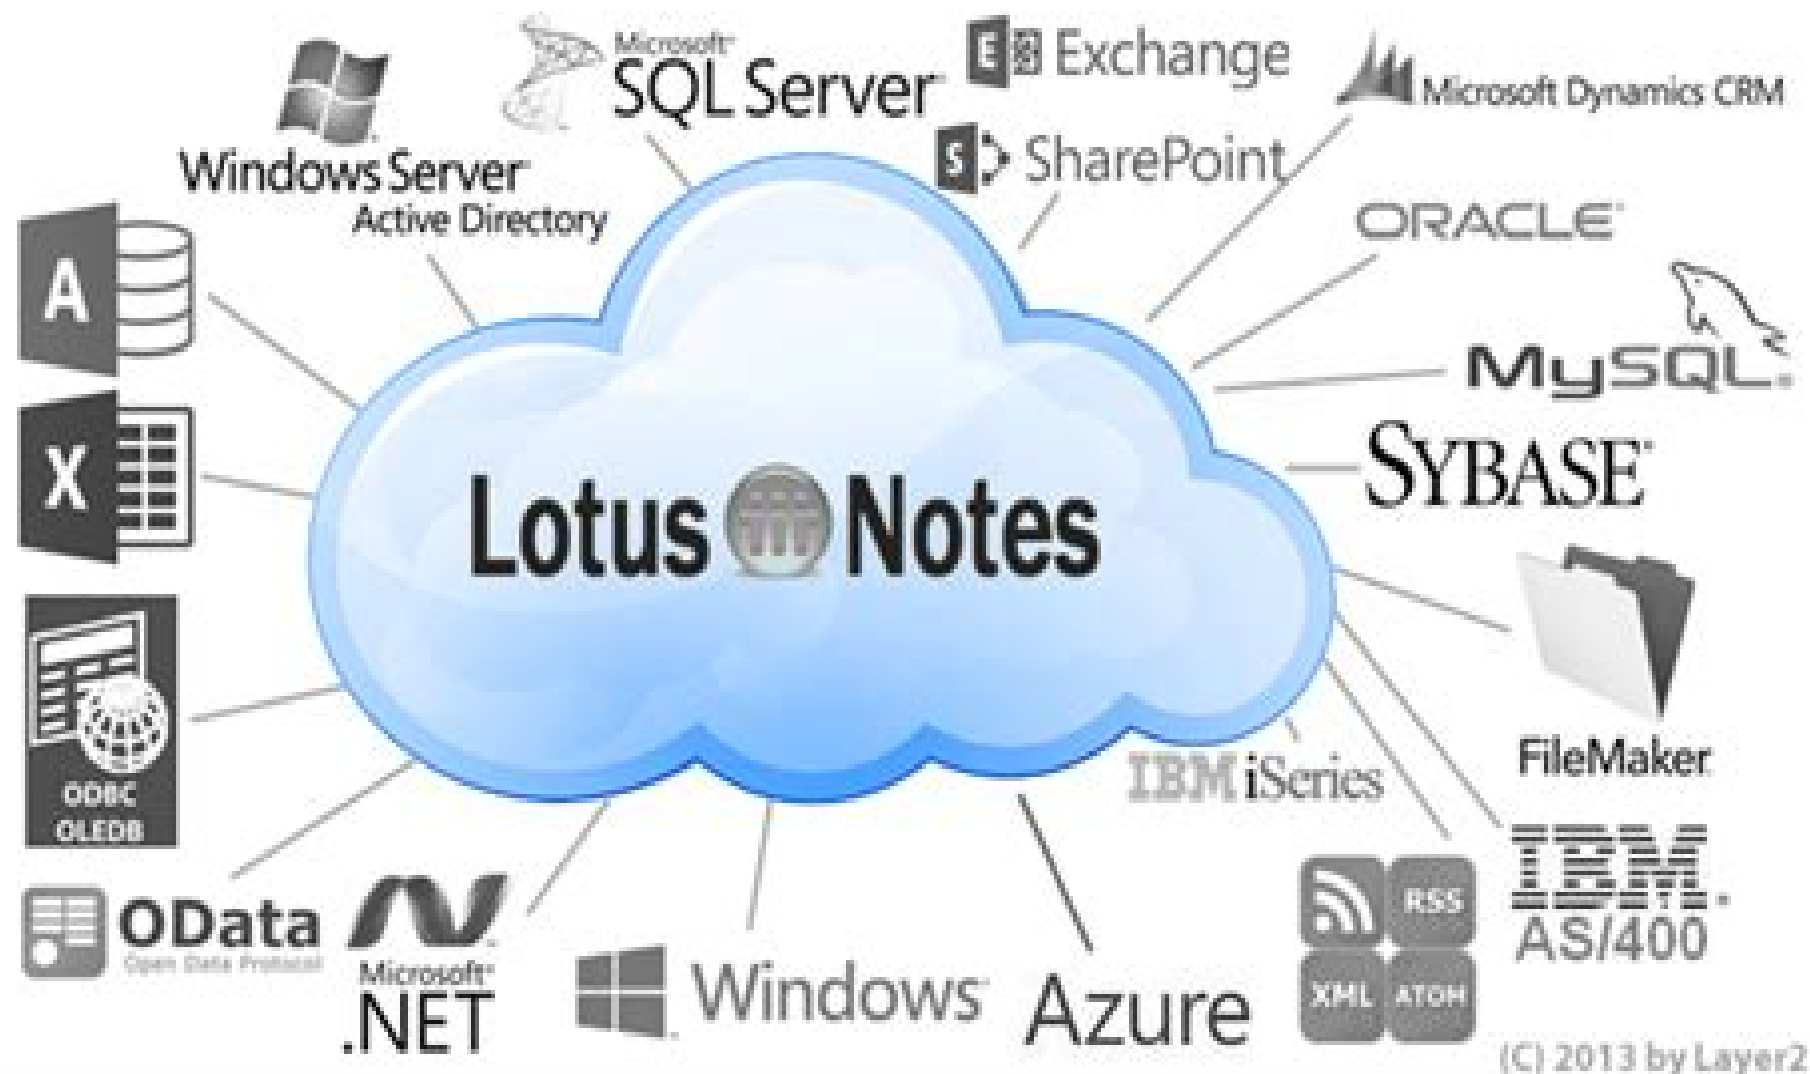 Microsoft
SQL Server
Exchange
Microsoft Dynamics CRM
SharePoint
Windows Server
Active Directory
ORACLE
A
MySQL
X
SYBASE
Lotus Notes
FileMaker
IBM iSeries
ODBC
OLEDB
IBM
AS/400
RSS
XML
ATOM
OData
Open Data Protocol
Microsoft
.NET
Windows
Azure
(C) 2013 by Layer2